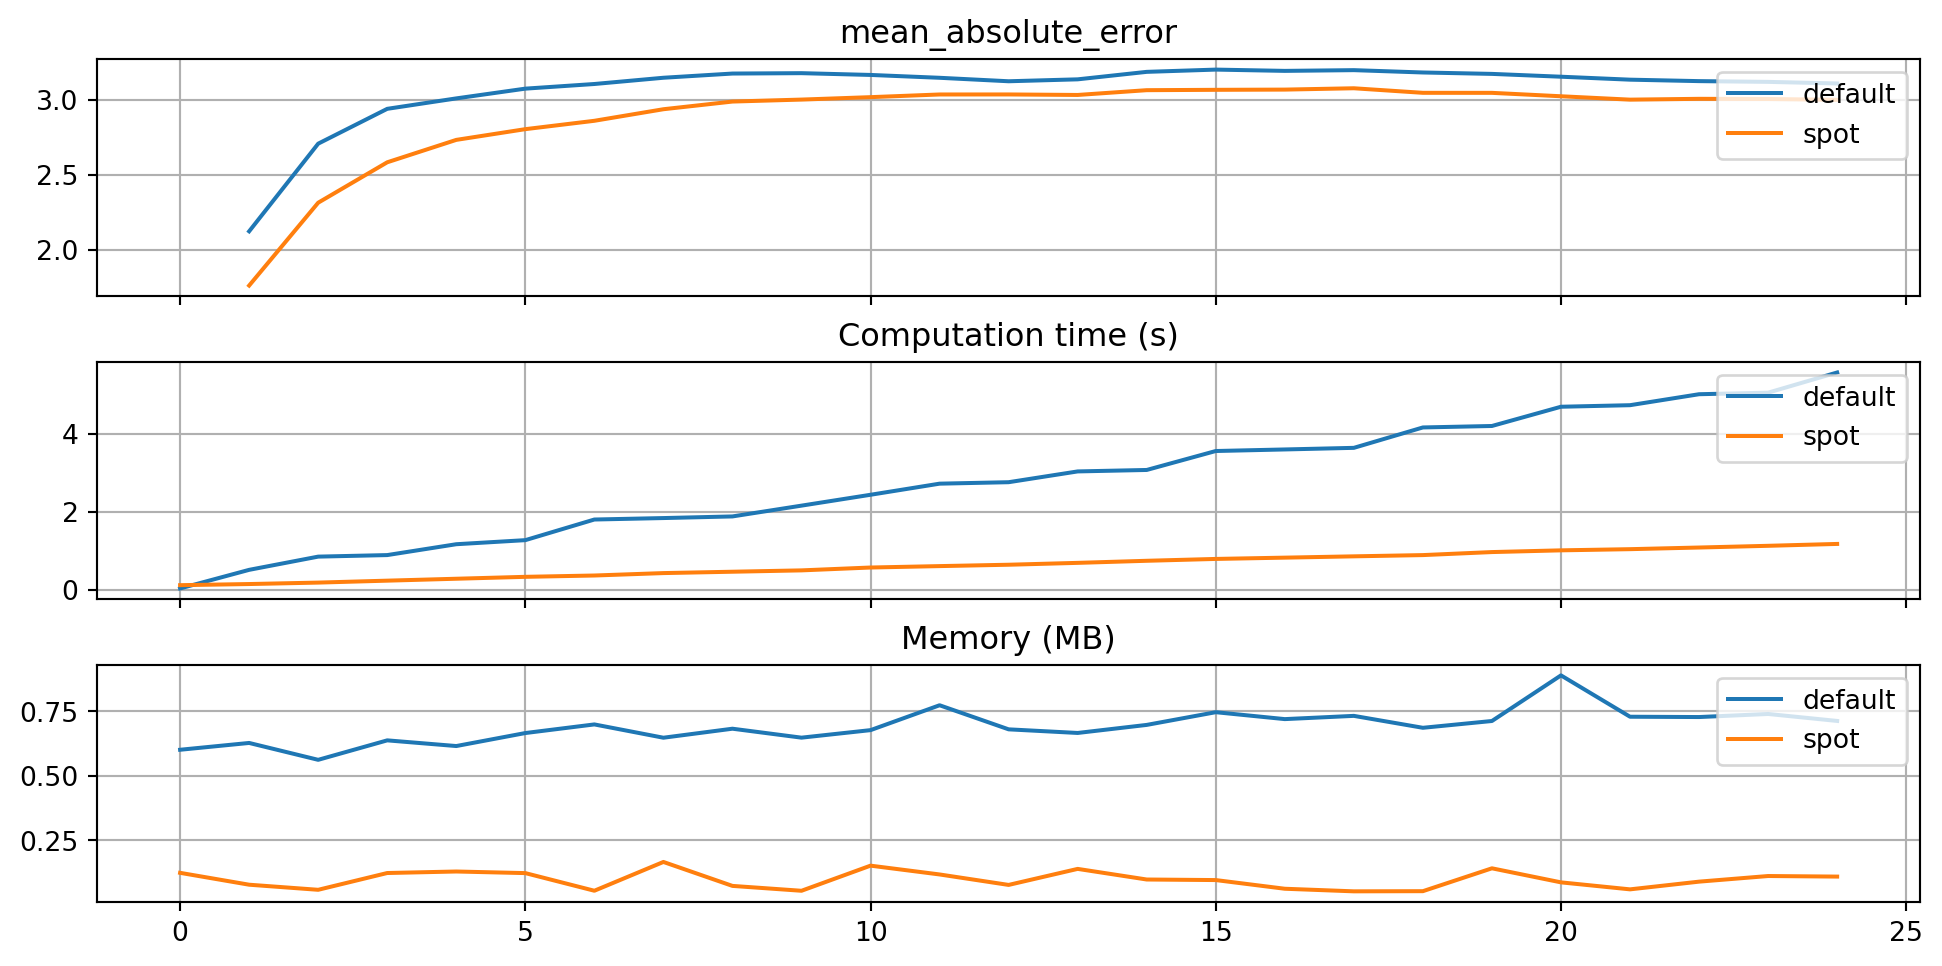 mean_absolute_error
3.0
2.5
2.0
default
spot
Computation time (s)
4
2
0
default
spot
Memory (MB)
0.75
0.50
0.25
default
spot
0 5 10 15 20 25